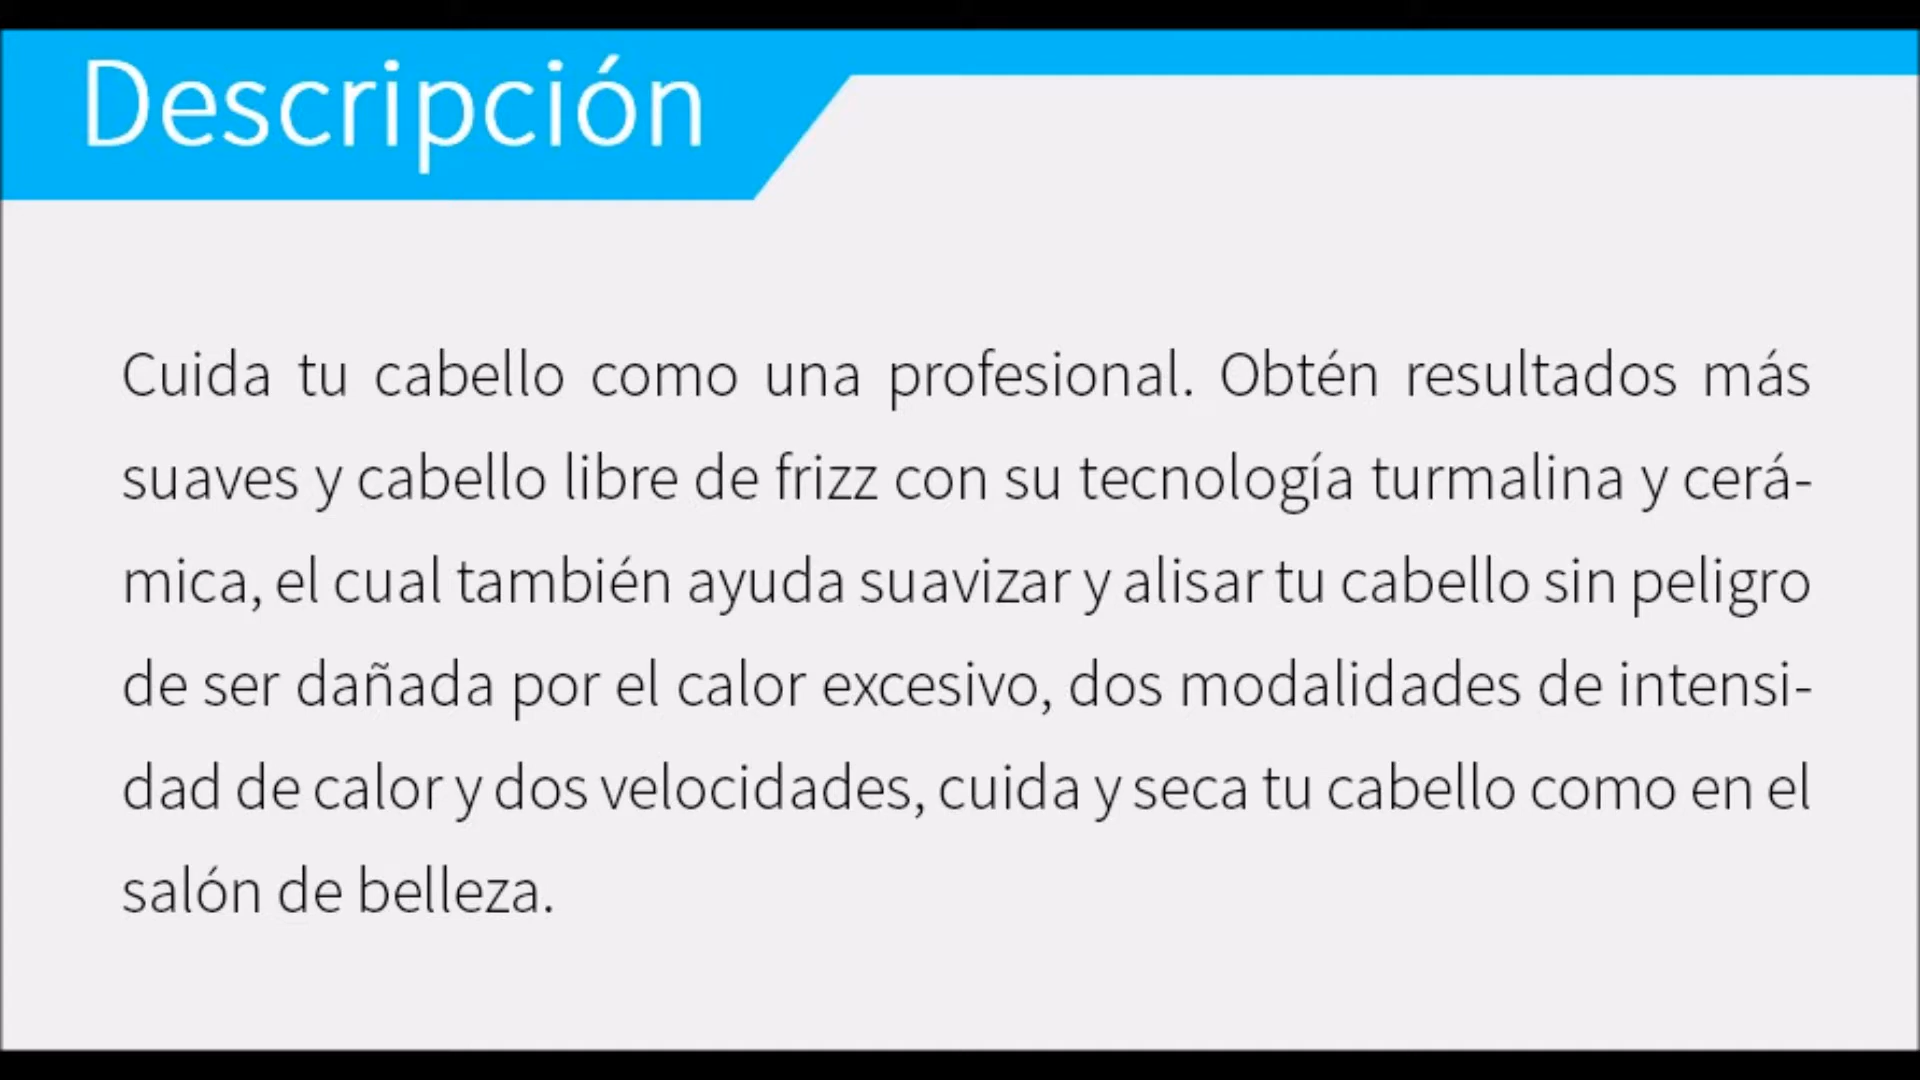 Descripción
Cuida tu cabello como una profesional. Obtén resultados más
suaves y cabello libre de frizz con su tecnología turmalina y cerá-
mica, el cual también ayuda suavizar y alisar tu cabello sin peligro
de ser dañada por el calor excesivo, dos modalidades de intensi-
dad de calor y dos velocidades, cuida y seca tu cabello como en el
salón de belleza.